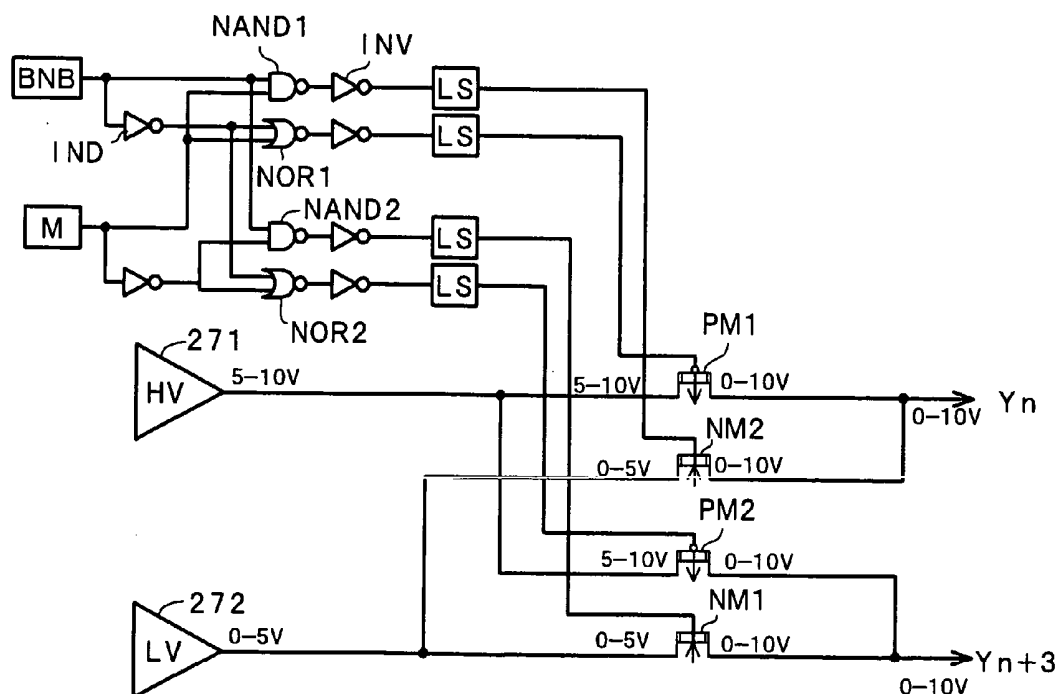 NAND1
INV
BNB
LS
LS
IND
NOR1
NAND2
M
LS
LS
NOR2
271
PM1
HV
5-10V
5-10V
0-10V
Yn
0-10V
NM2
0-5V
0-10V
PM2
5-10V
0-10V
272
NM1
LV
0-5V
0-5V
0-10V
Yn+3
0-10V